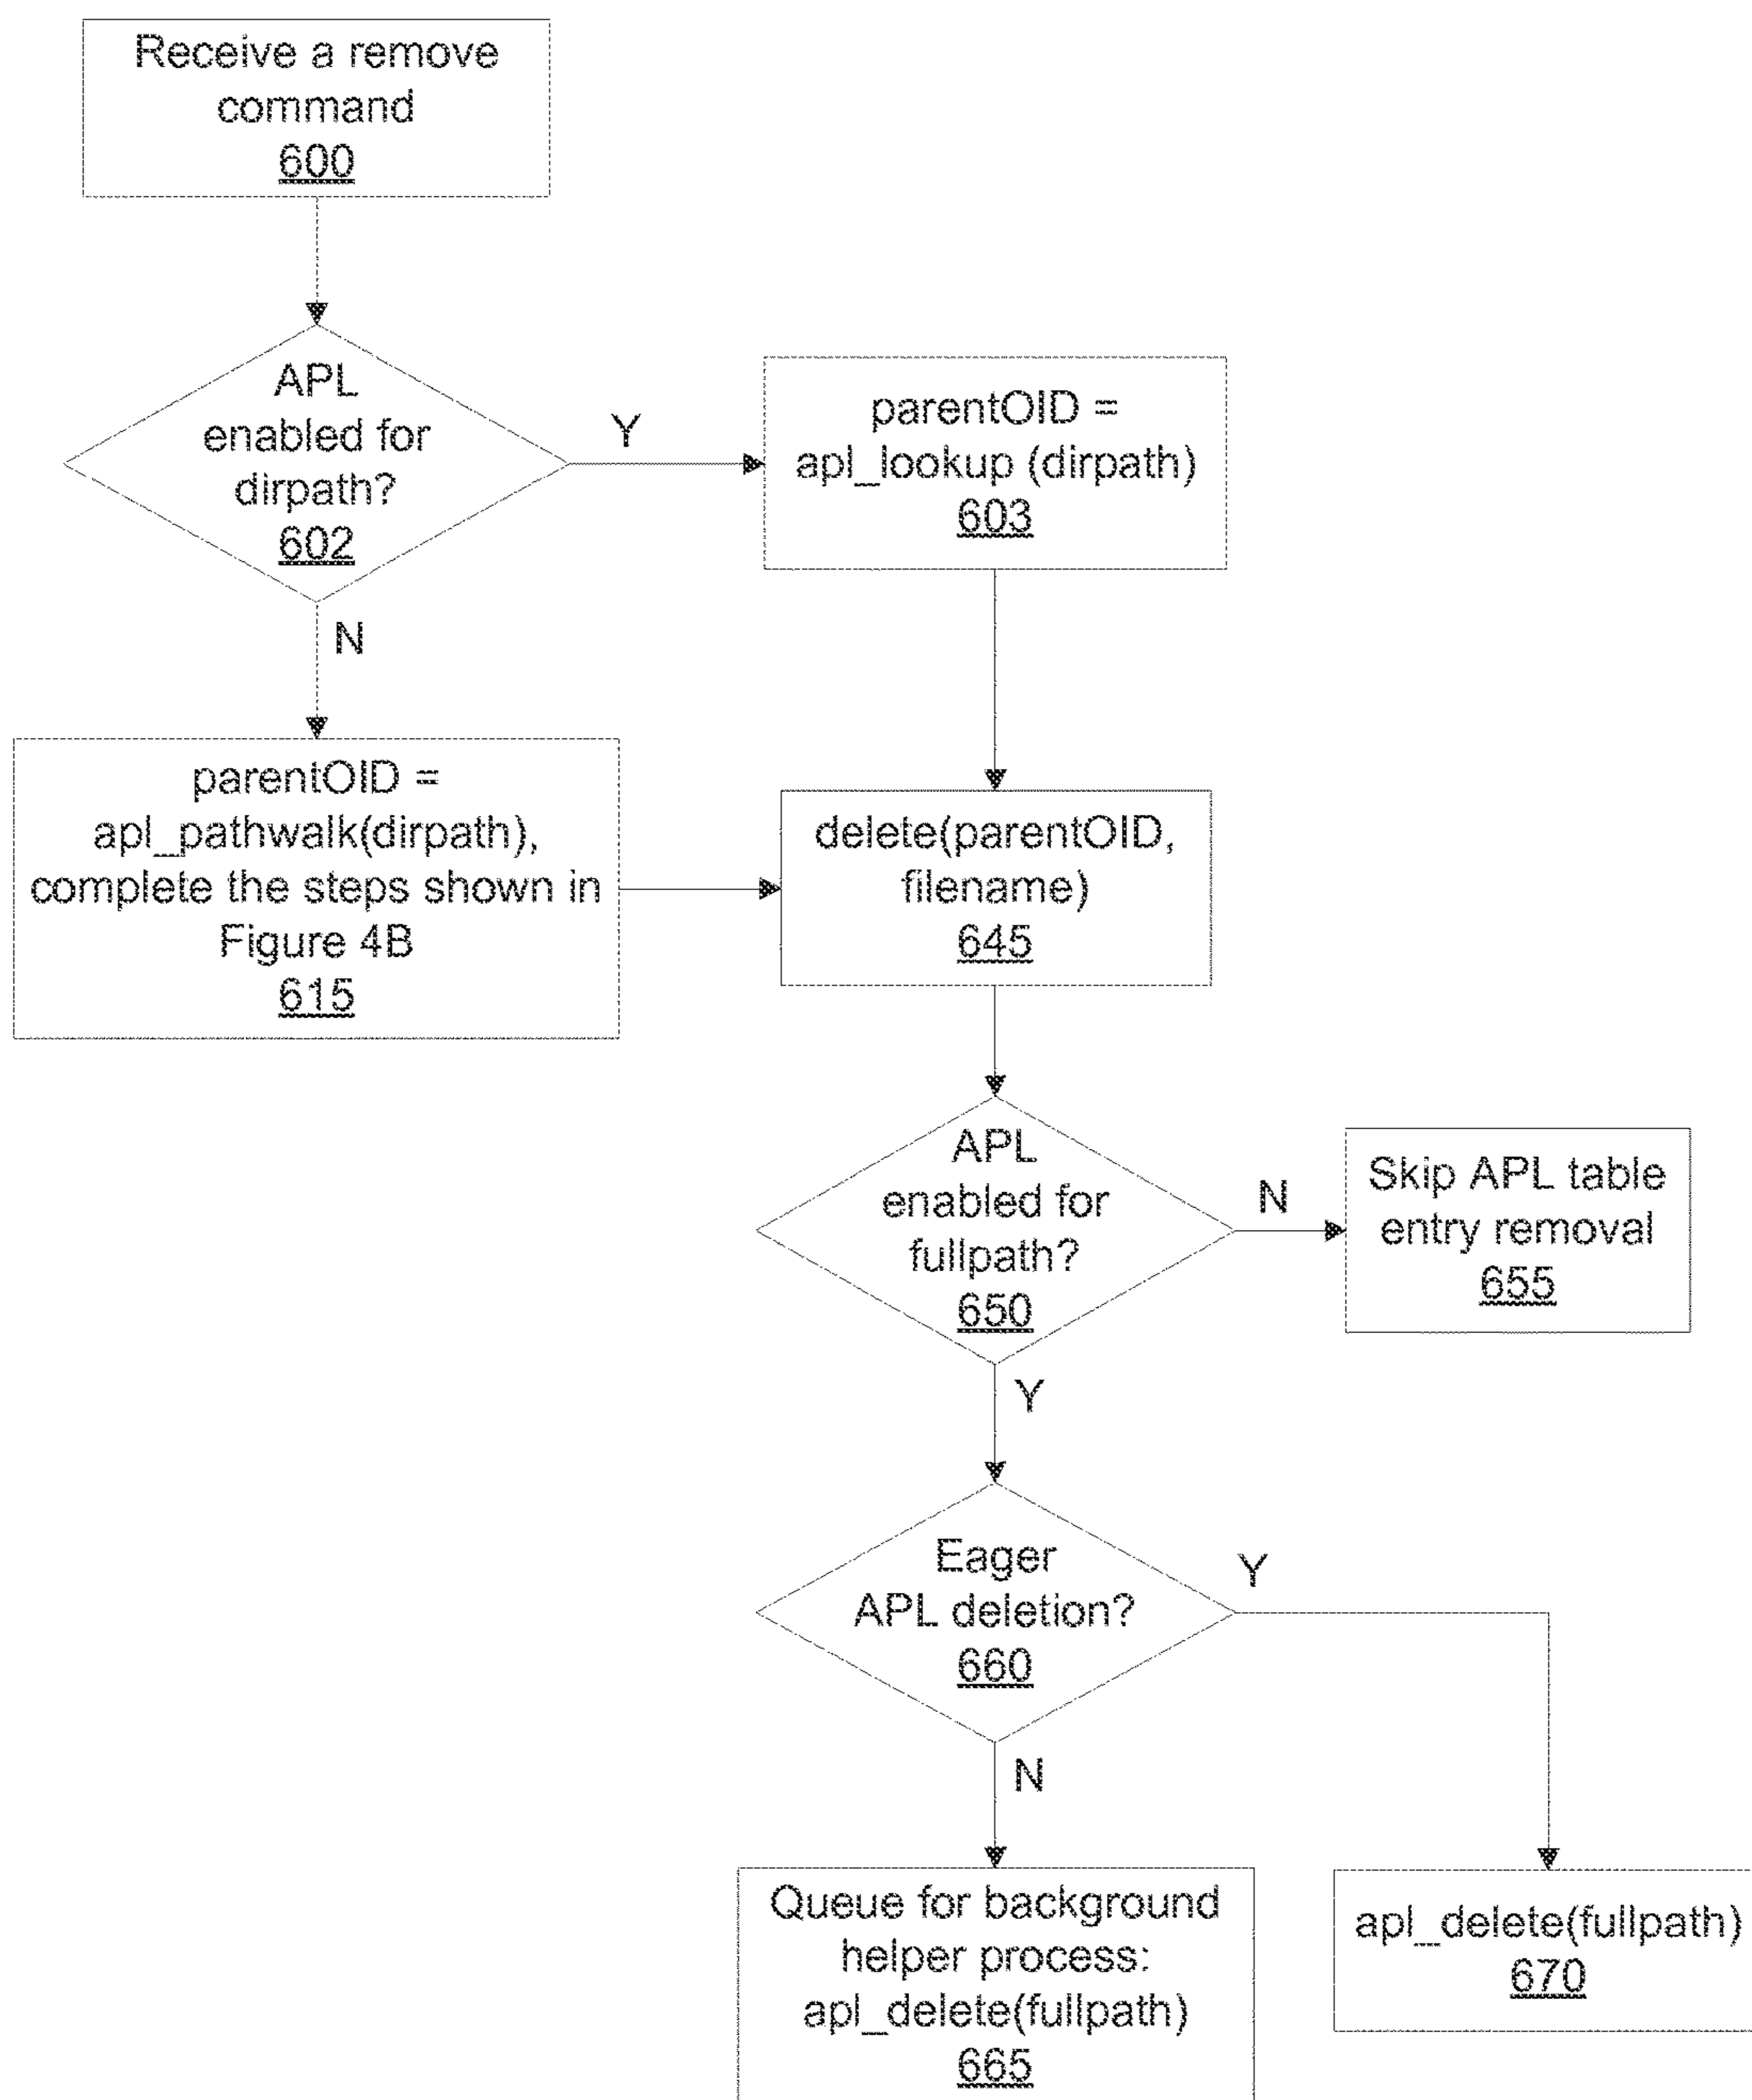 Receive a remove
command
600
APL
enabled for
dirpath?
602
Y
parentOID =
apl_lookup (dirpath)
603
N
parentOID =
apl_pathwalk(dirpath),
complete the steps shown in
Figure 4B
615
delete(parentOID,
filename)
645
APL
enabled for
fullpath?
650
N
Skip APL table
entry removal
655
Y
Eager
APL deletion?
660
Y
N
Queue for background
helper process:
apl_delete(fullpath)
665
apl_delete(fullpath)
670